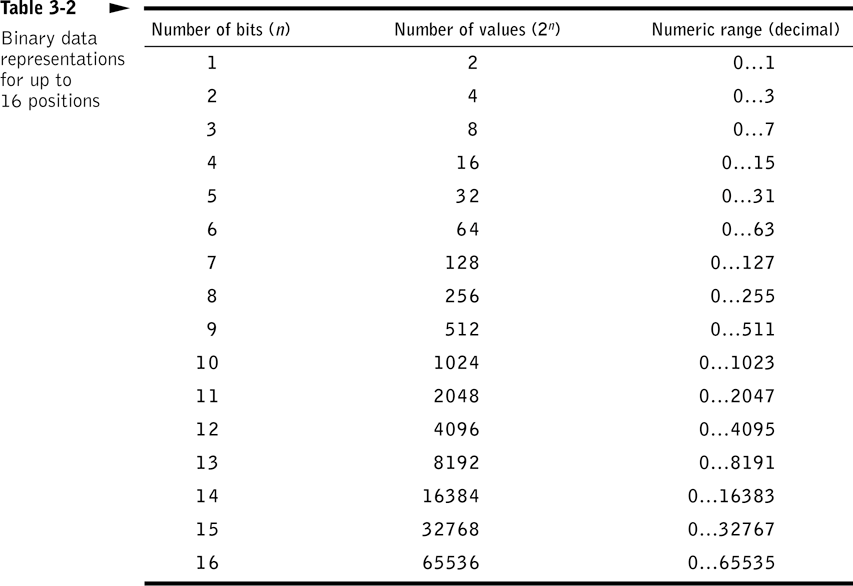 Table 3-2 ►
Binary data
representations
for up to
16 positions
Number of bits (n) Number of values (2ⁿ) Numeric range (decimal)
1 2 0...1
2 4 0...3
3 8 0...7
4 16 0...15
5 32 0...31
6 64 0...63
7 128 0...127
8 256 0...255
9 512 0...511
10 1024 0...1023
11 2048 0...2047
12 4096 0...4095
13 8192 0...8191
14 16384 0...16383
15 32768 0...32767
16 65536 0...65535